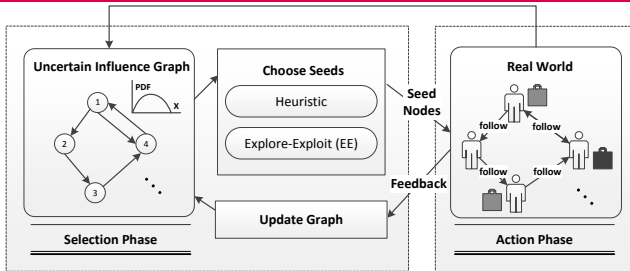 Uncertain Influence Graph
PDF
X
1
2
4
3
Selection Phase
Choose Seeds
Heuristic
Explore-Exploit (EE)
Update Graph
Seed
Nodes
Feedback
Real World
follow
follow
follow
follow
Action Phase